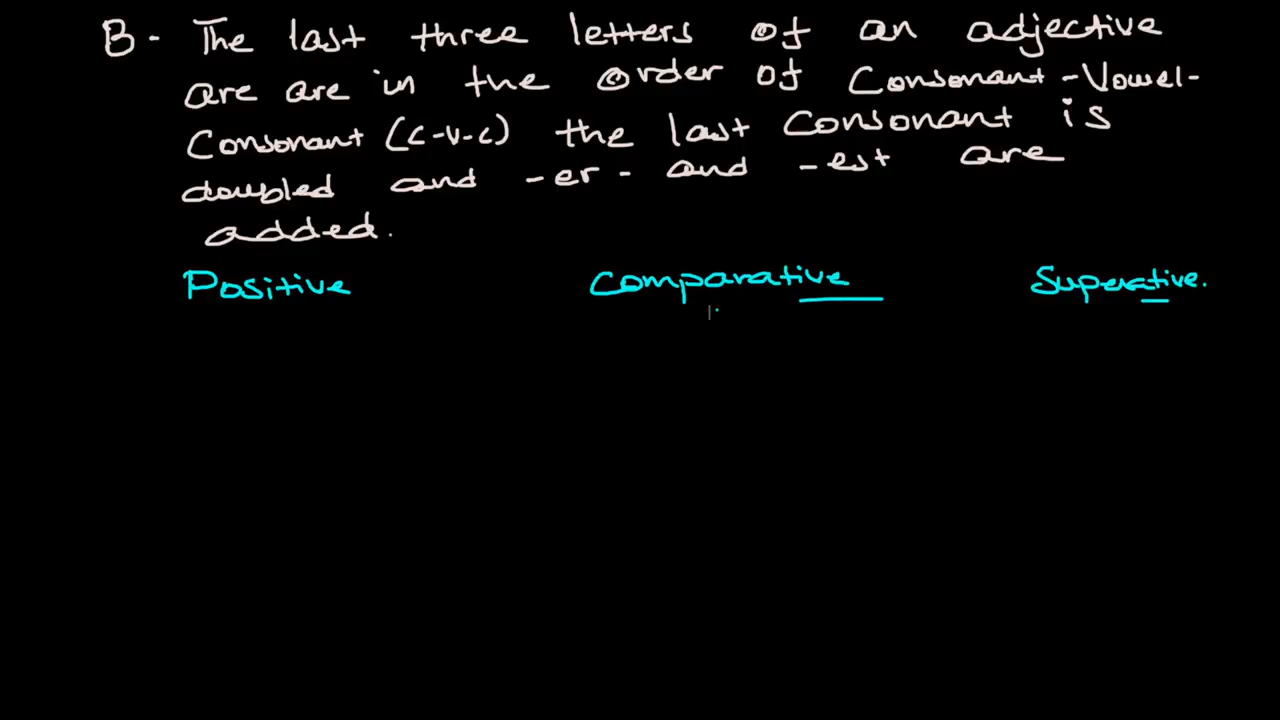 B- The last three letters of an adjective
are are in the order of Consonant-Vowel-
Consonant (C-V-C) the last Consonant is
doubled and -er- and -est are
added.
Positive Comparative Superative.